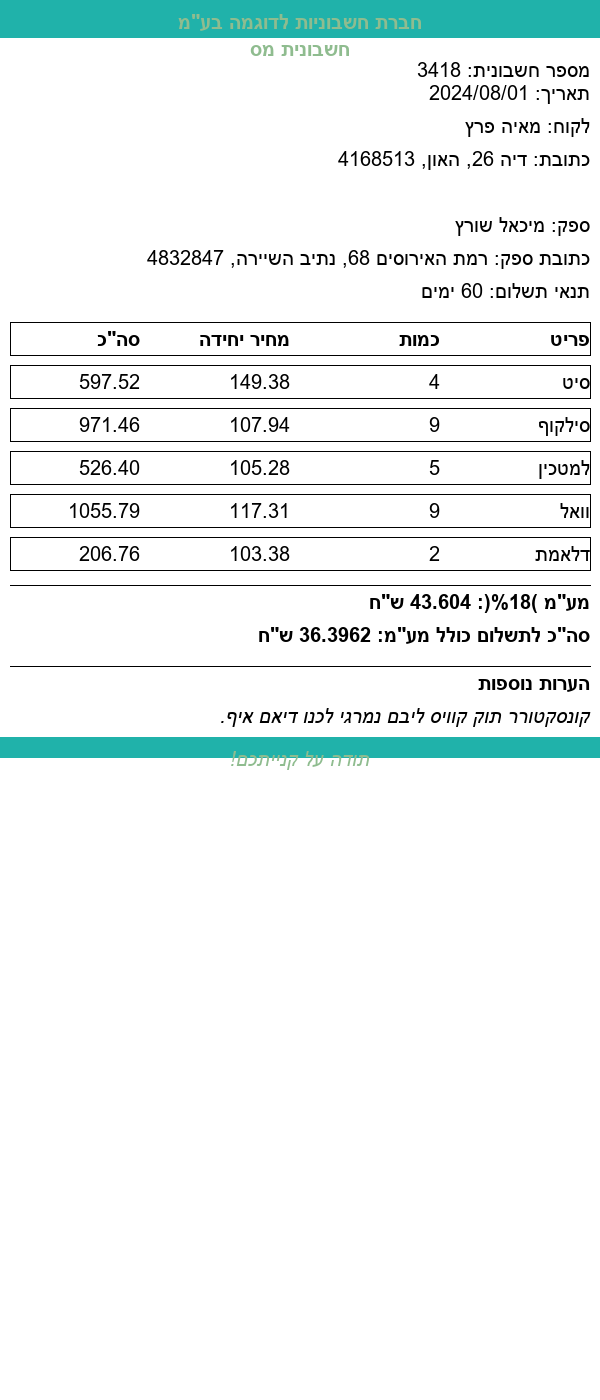 חברת חשבוניות לדוגמה בע"מ
חשבונית מס
מספר חשבונית: 3418
תאריך: 2024/08/01
לקוח: מאיה פרץ
כתובת: דיה 26, האון, 4168513
ספק: מיכאל שורץ
כתובת ספק: רמת האירוסים 68, נתיב השיירה, 4832847
תנאי תשלום: 60 ימים
פריט כמות מחיר יחידה סה"כ
סיט 4 149.38 597.52
סילקוף 9 107.94 971.46
למטכין 5 105.28 526.40
וואל 9 117.31 1055.79
דלאמת 2 103.38 206.76
מע"מ )18%(: 43.604 ש"ח
סה"כ לתשלום כולל מע"מ: 36.3962 ש"ח
הערות נוספות
קונסקטורר תוק קוויס ליבם נמרגי לכנו דיאם איף.
תודה על קנייתכם!